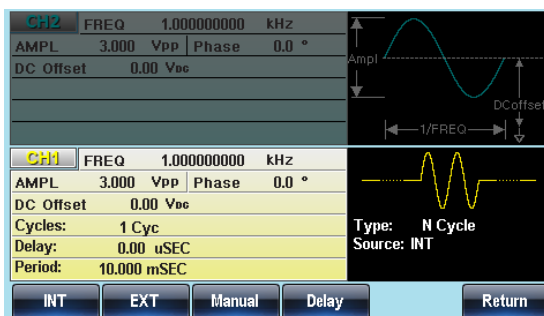 CH2 FREQ 1.000000000 kHz
AMPL 3.000 Vpp Phase 0.0 °
DC Offset 0.00 VDC
Ampl
DCoffset
1/FREQ
CH1 FREQ 1.000000000 kHz
AMPL 3.000 Vpp Phase 0.0 °
DC Offset 0.00 VDC
Cycles: 1 Cyc
Delay: 0.00 uSEC
Period: 10.000 mSEC
Type: N Cycle
Source: INT
INT EXT Manual Delay Return